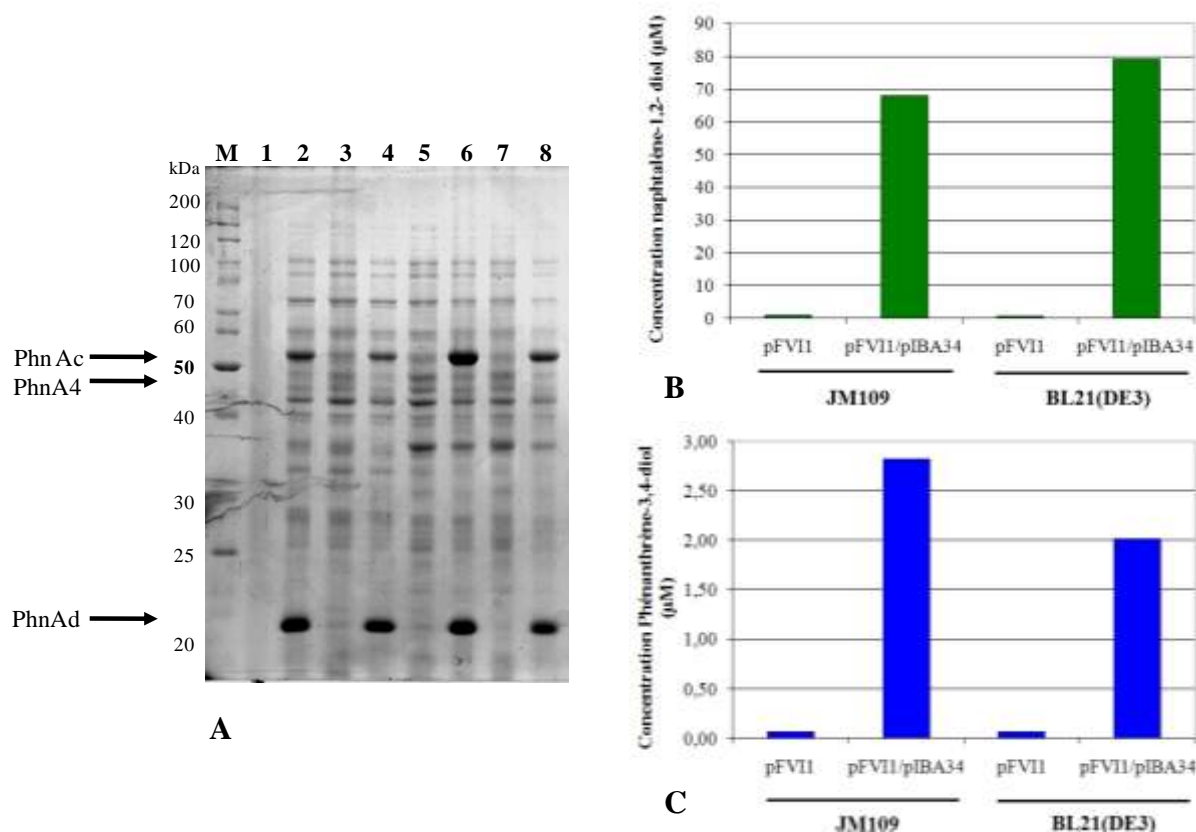 M 1 2 3 4 5 6 7 8
kDa
200
120
100
70
60
Phn Ac
50
PhnA4
40
30
25
PhnAd
20
A
Concentration naphtalène-1,2- diol (µM)
90
80
70
60
50
40
30
20
10
0
pFVI1 pFVI1/pIBA34 pFVI1 pFVI1/pIBA34
B
JM109 BL21(DE3)
Concentration Phénanthrène-3,4-diol
(µM)
3,00
2,50
2,00
1,50
1,00
0,50
0,00
pFVI1 pFVI1/pIBA34 pFVI1 pFVI1/pIBA34
C
JM109 BL21(DE3)